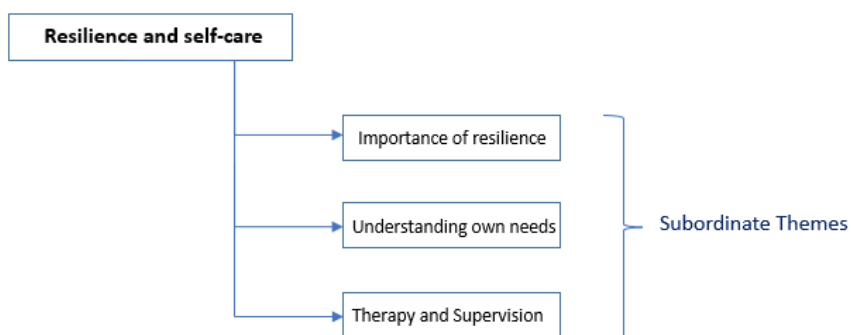 Resilience and self-care
Importance of resilience
Understanding own needs
Subordinate Themes
Therapy and Supervision